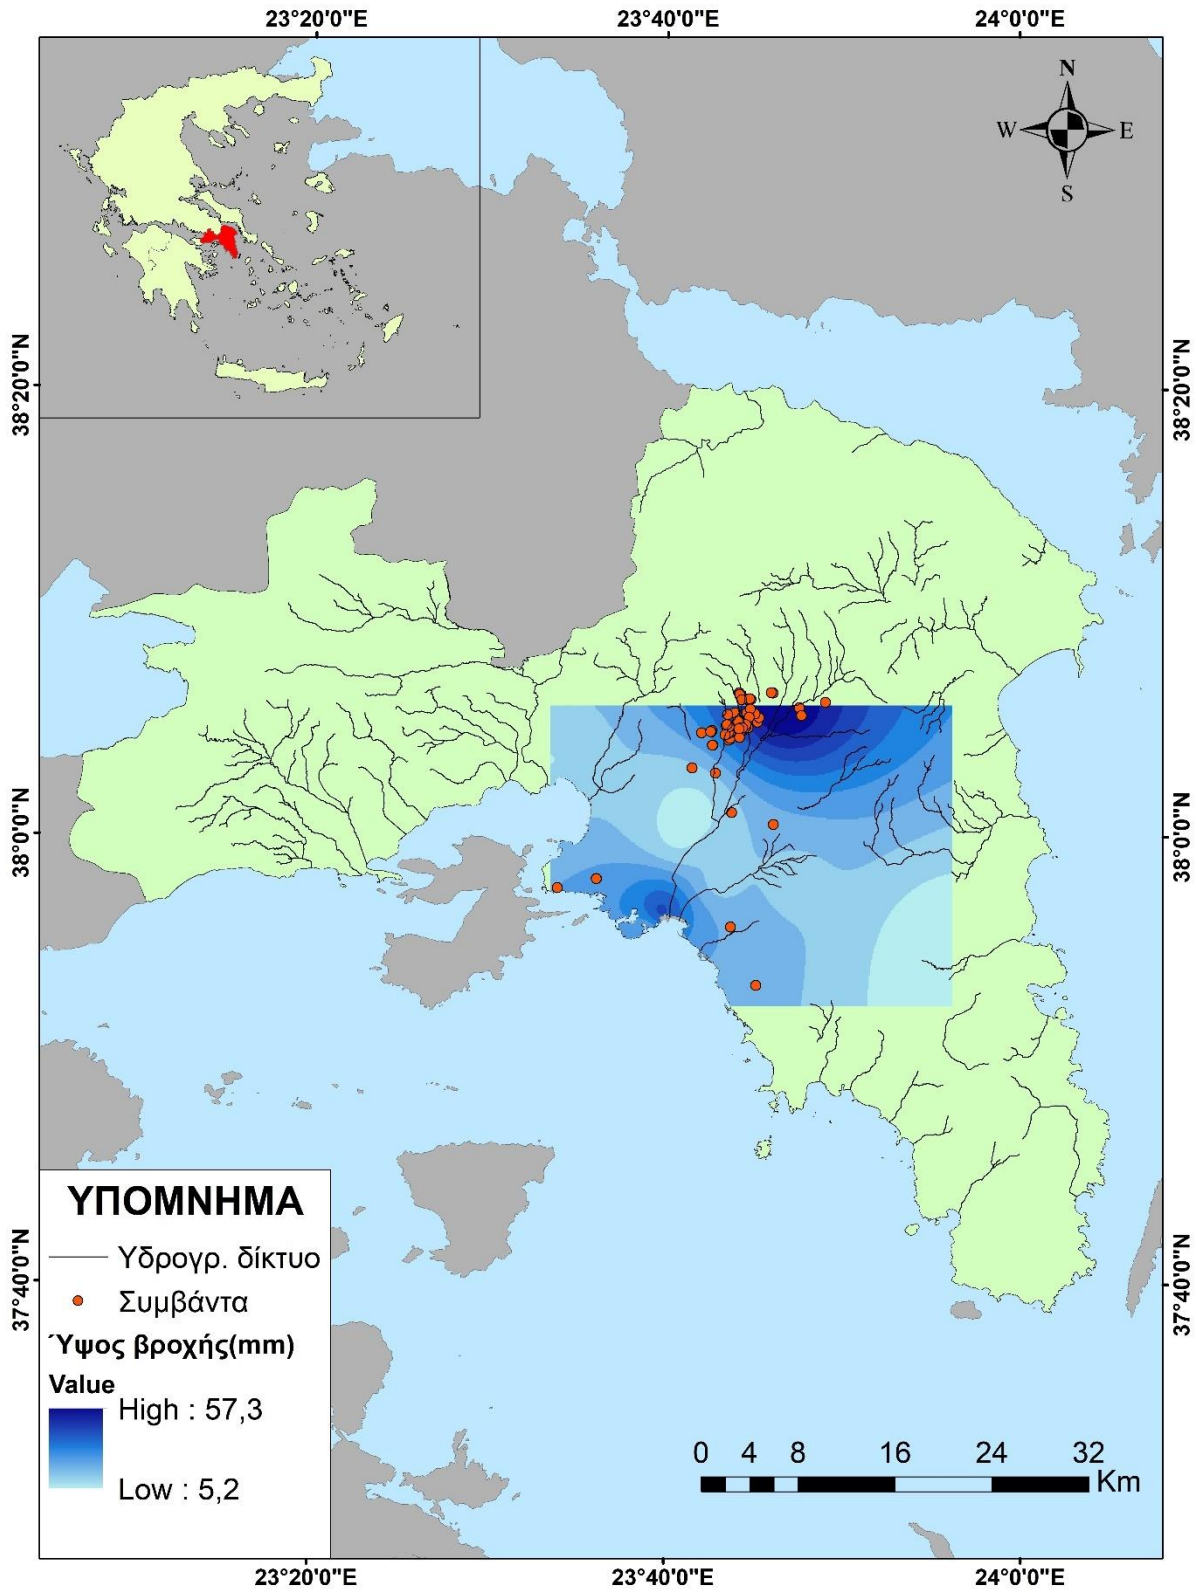 23°20'0"E 23°40'0"E 24°0'0"E
N
W E
S
38°20'0"N 38°20'0"N
38°0'0"N 38°0'0"N
37°40'0"N 37°40'0"N
ΥΠΟΜΝΗΜΑ
Υδρογρ. δίκτυο
Συμβάντα
Ύψος βροχής(mm)
Value
High : 57,3
Low : 5,2
0 4 8 16 24 32
Km
23°20'0"E 23°40'0"E 24°0'0"E